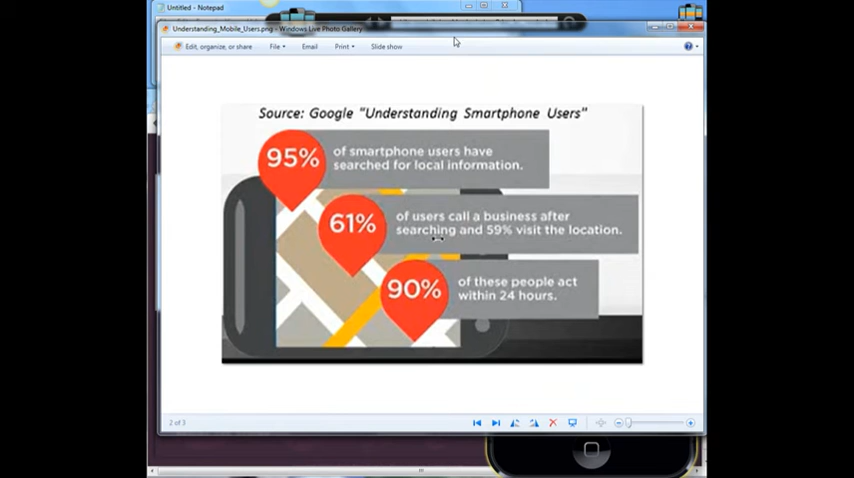 Untitled - Notepad
Understanding_Mobile_Users.png - Windows Live Photo Gallery
Edit, organize, or share File Email Print Slide show
Source: Google "Understanding Smartphone Users"
95% of smartphone users have
searched for local information.
61% of users call a business after
searching and 59% visit the location.
90% of these people act
within 24 hours.
2 of 3